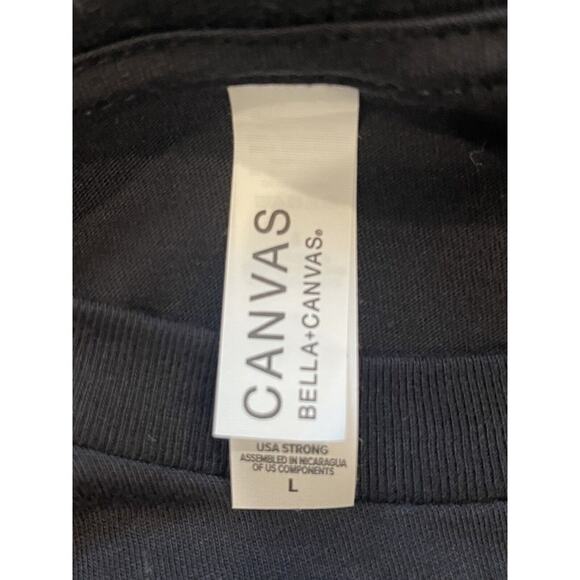 CANVAS
BELLA+CANVAS®
USA STRONG
ASSEMBLED IN NICARAGUA
OF US COMPONENTS
L